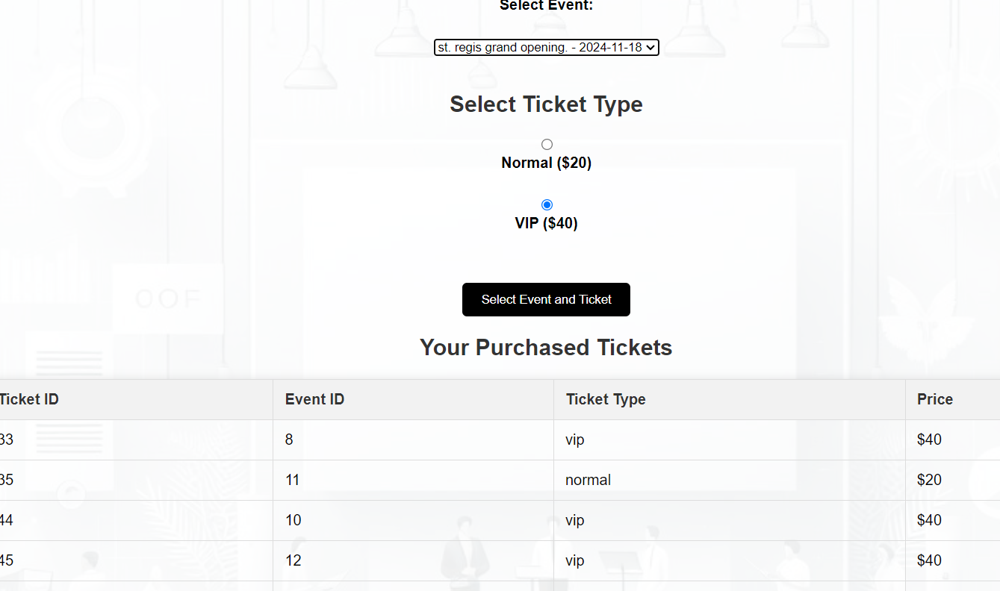 Select Event:
st. regis grand opening. - 2024-11-18
Select Ticket Type
Normal ($20)
VIP ($40)
OOF
Select Event and Ticket
Your Purchased Tickets
Ticket ID Event ID Ticket Type Price
33 8 vip $40
35 11 normal $20
44 10 vip $40
45 12 vip $40